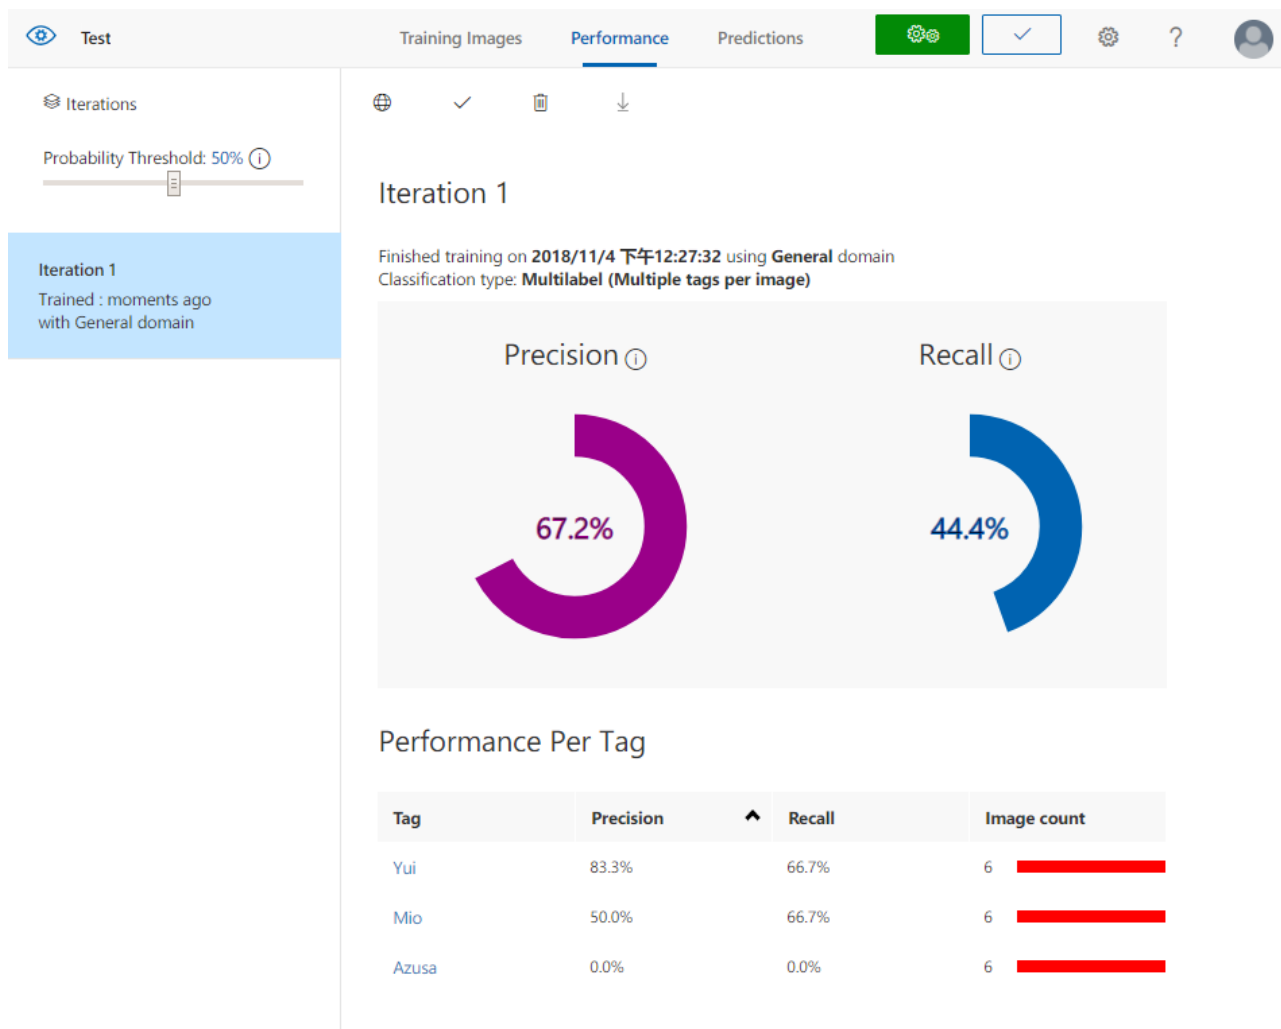 Test
Training Images
Performance
Predictions
?
Iterations
Probability Threshold: 50%
Iteration 1
Trained : moments ago
with General domain
Iteration 1
Finished training on 2018/11/4 下午12:27:32 using General domain
Classification type: Multilabel (Multiple tags per image)
Precision
Recall
67.2%
44.4%
Performance Per Tag
Tag Precision Recall Image count
Yui 83.3% 66.7% 6
Mio 50.0% 66.7% 6
Azusa 0.0% 0.0% 6